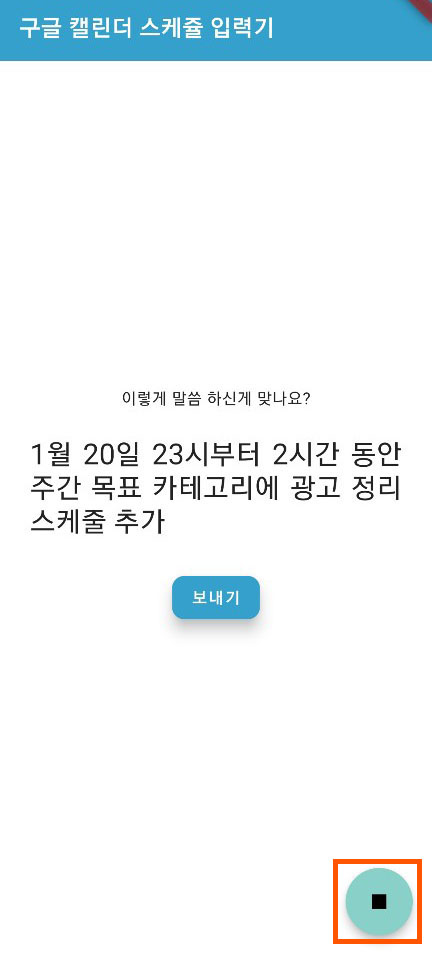 구글 캘린더 스케쥴 입력기
이렇게 말씀 하신게 맞나요?
1월 20일 23시부터 2시간 동안
주간 목표 카테고리에 광고 정리
스케줄 추가
보내기